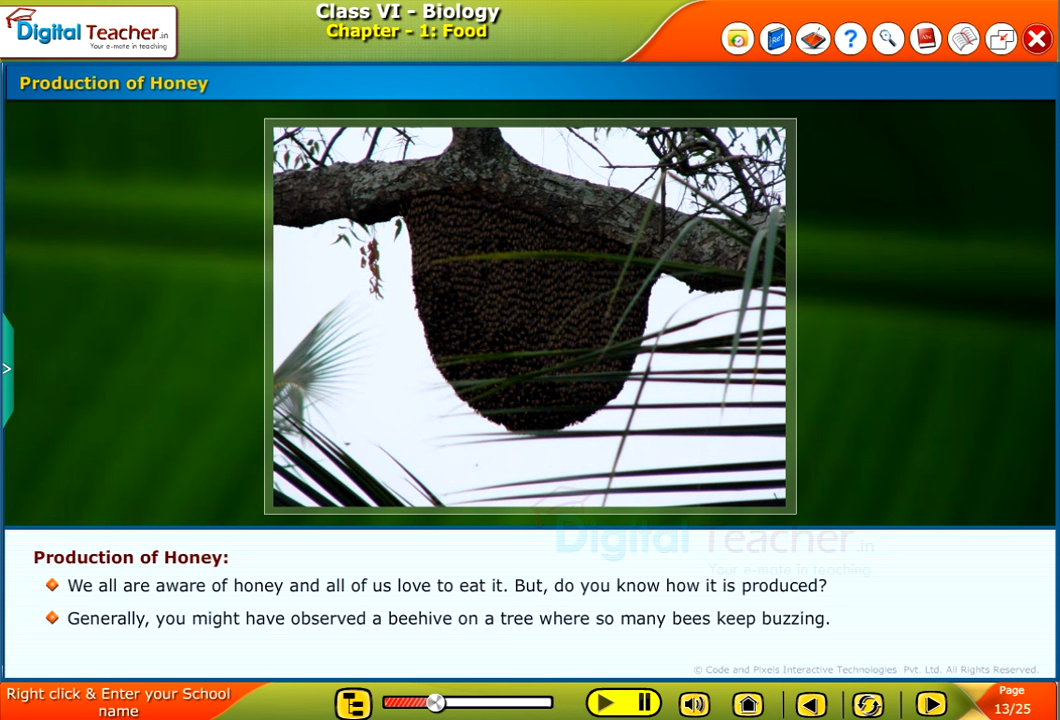 Digital Teacher.in
Your e-mate in teaching
Class VI - Biology
Chapter - 1: Food
Ref
?
Abc
Production of Honey
>
Digital Teacher.in
Your e-mate in teaching
Production of Honey:
We all are aware of honey and all of us love to eat it. But, do you know how it is produced?
Generally, you might have observed a beehive on a tree where so many bees keep buzzing.
© Code and Pixels Interactive Technologies Pvt. Ltd. All Rights Reserved.
Right click & Enter your School
name
Page
13/25